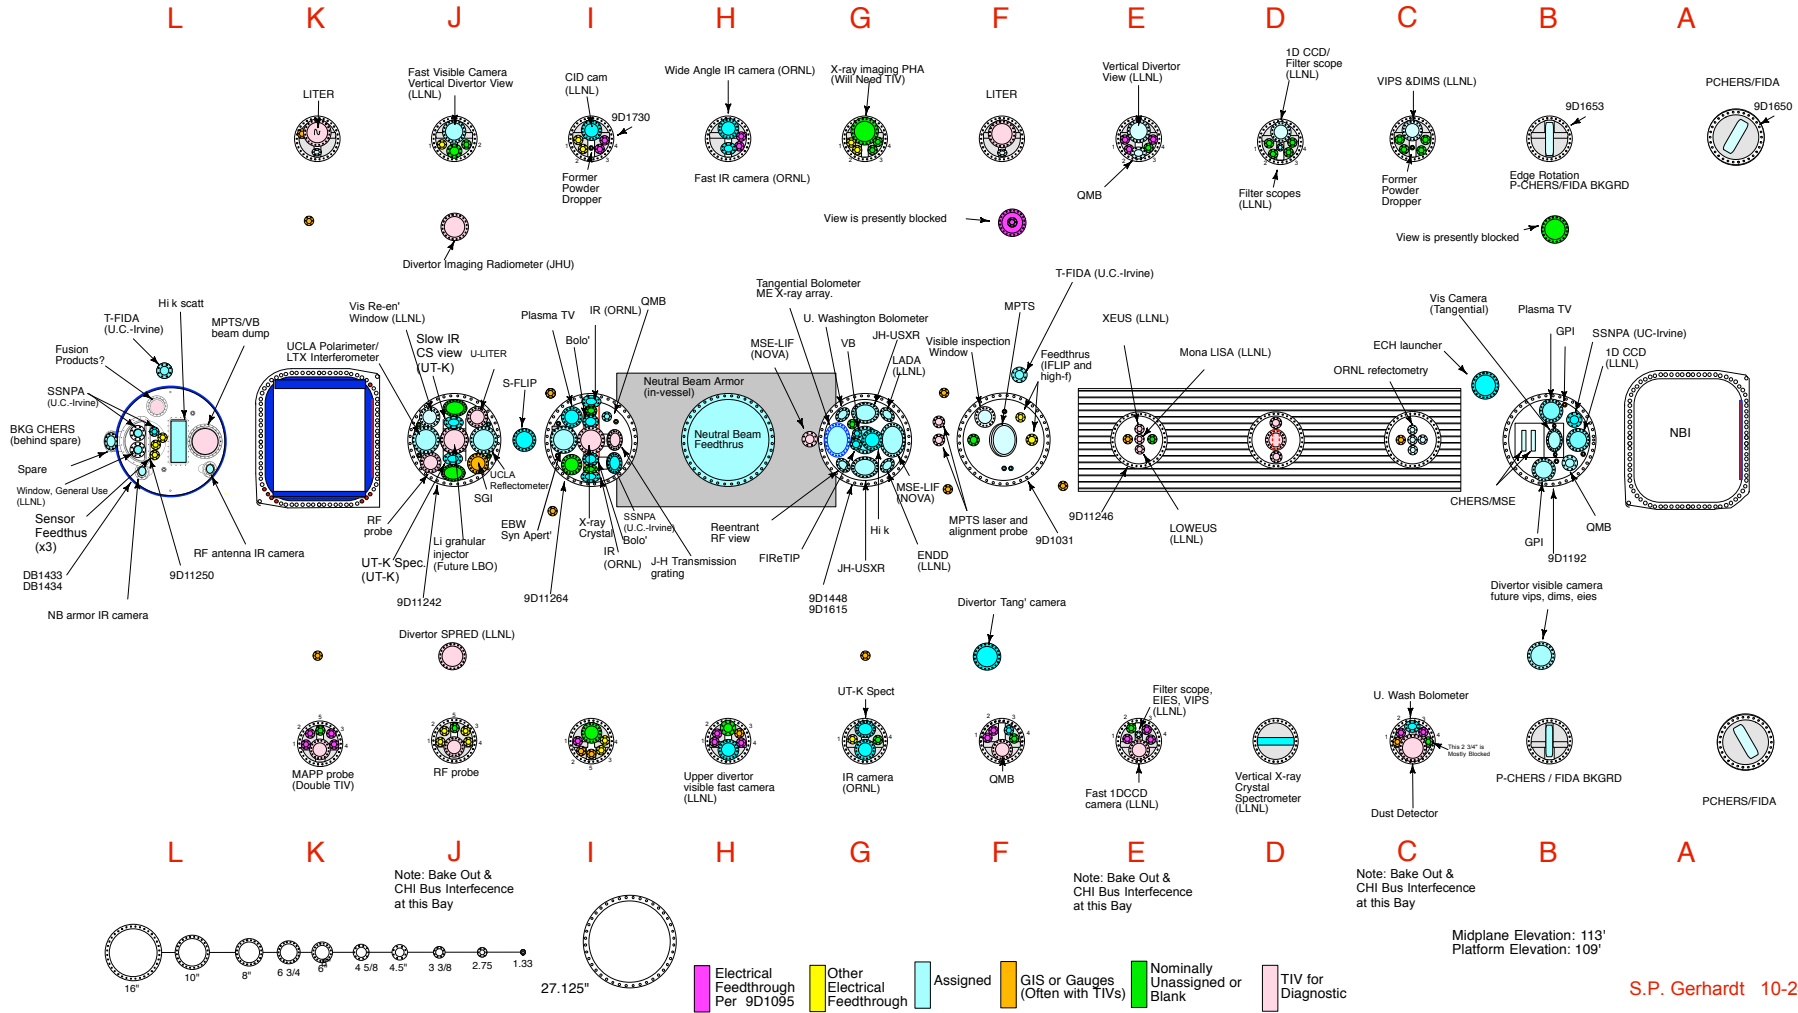 L K J I H G F E D C B A
LITER
Fast Visible Camera
Vertical Divertor View
(LLNL)
CID cam
(LLNL)
9D1730
Former
Powder
Dropper
Wide Angle IR camera (ORNL)
Fast IR camera (ORNL)
X-ray imaging PHA
(Will Need TIV)
LITER
Vertical Divertor
View (LLNL)
QMB
1D CCD/
Filter scope
(LLNL)
Filter scopes
(LLNL)
VIPS &DIMS (LLNL)
Former
Powder
Dropper
9D1653
Edge Rotation
P-CHERS/FIDA BKGRD
PCHERS/FIDA
9D1650
Divertor Imaging Radiometer (JHU)
View is presently blocked
View is presently blocked
Hi k scatt
T-FIDA
(U.C.-Irvine)
MPTS/VB
beam dump
Fusion
Products?
SSNPA
(U.C.-Irvine)
BKG CHERS
(behind spare)
Spare
Window, General Use
(LLNL)
Sensor
Feedthus
(x3)
DB1433
DB1434
9D11250
RF antenna IR camera
NB armor IR camera
UCLA Polarimeter/
LTX Interferometer
Vis Re-en'
Window (LLNL)
Slow IR
CS view
(UT-K)
U-LITER
S-FLIP
UCLA
Reflectometer
SGI
RF
probe
UT-K Spec.
(UT-K)
Li granular
injector
(Future LBO)
9D11242
Plasma TV
Bolo'
IR (ORNL)
QMB
EBW
Syn Apert'
X-ray
Crystal
IR
(ORNL)
SSNPA
(U.C.-Irvine)
Bolo'
J-H Transmission
grating
9D11264
Neutral Beam Armor
(in-vessel)
Neutral Beam
Feedthrus
Tangential Bolometer
ME X-ray array.
U. Washington Bolometer
MSE-LIF
(NOVA)
VB
JH-USXR
LADA
(LLNL)
MSE-LIF
(NOVA)
Reentrant
RF view
FIReTIP
Hi k
JH-USXR
ENDD
(LLNL)
9D1448
9D1615
T-FIDA (U.C.-Irvine)
MPTS
Visible inspection
Window
Feedthrus
(IFLIP and
high-f)
MPTS laser and
alignment probe
9D1031
XEUS (LLNL)
Mona LISA (LLNL)
9D11246
LOWEUS
(LLNL)
ORNL refectometry
ECH launcher
Vis Camera
(Tangential)
Plasma TV
GPI
SSNPA (UC-Irvine)
1D CCD
(LLNL)
CHERS/MSE
GPI
QMB
9D1192
NBI
Divertor SPRED (LLNL)
Divertor Tang' camera
Divertor visible camera
future vips, dims, eies
MAPP probe
(Double TIV)
RF probe
Upper divertor
visible fast camera
(LLNL)
UT-K Spect
IR camera
(ORNL)
QMB
Filter scope,
EIES, VIPS
(LLNL)
Fast 1DCCD
camera (LLNL)
Vertical X-ray
Crystal
Spectrometer
(LLNL)
U. Wash Bolometer
This 2 3/4" is
Mostly Blocked
Dust Detector
P-CHERS / FIDA BKGRD
PCHERS/FIDA
L K J I H G F E D C B A
Note: Bake Out &
CHI Bus Interfecence
at this Bay
Note: Bake Out &
CHI Bus Interfecence
at this Bay
Note: Bake Out &
CHI Bus Interfecence
at this Bay
16" 10" 8" 6 3/4 6" 4 5/8 4.5" 3 3/8 2.75 1.33
27.125"
Electrical
Feedthrough
Per 9D1095
Other
Electrical
Feedthrough
Assigned
GIS or Gauges
(Often with TIVs)
Nominally
Unassigned or
Blank
TIV for
Diagnostic
Midplane Elevation: 113'
Platform Elevation: 109'
S.P. Gerhardt 10-2